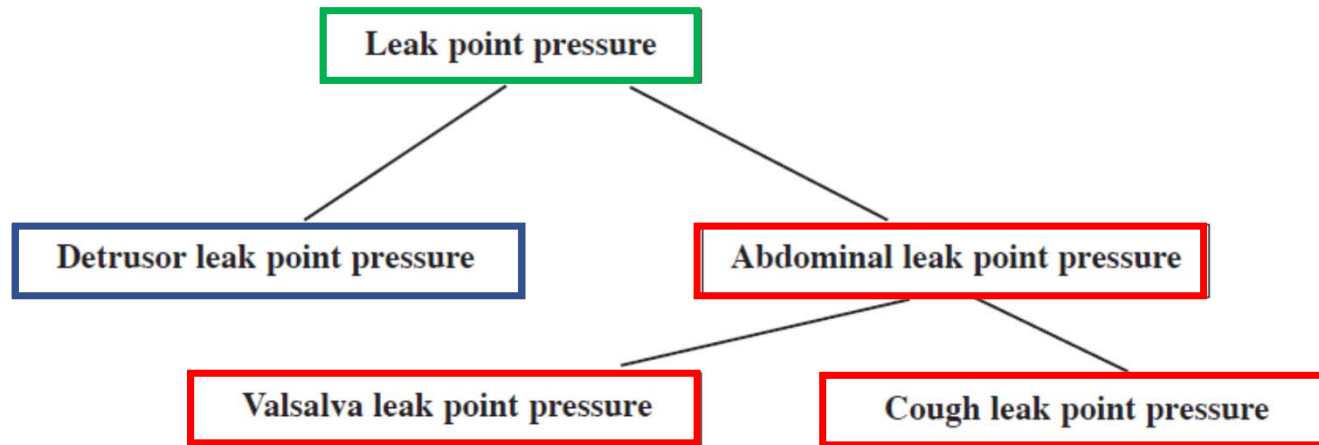 Leak point pressure
Detrusor leak point pressure
Abdominal leak point pressure
Valsalva leak point pressure
Cough leak point pressure